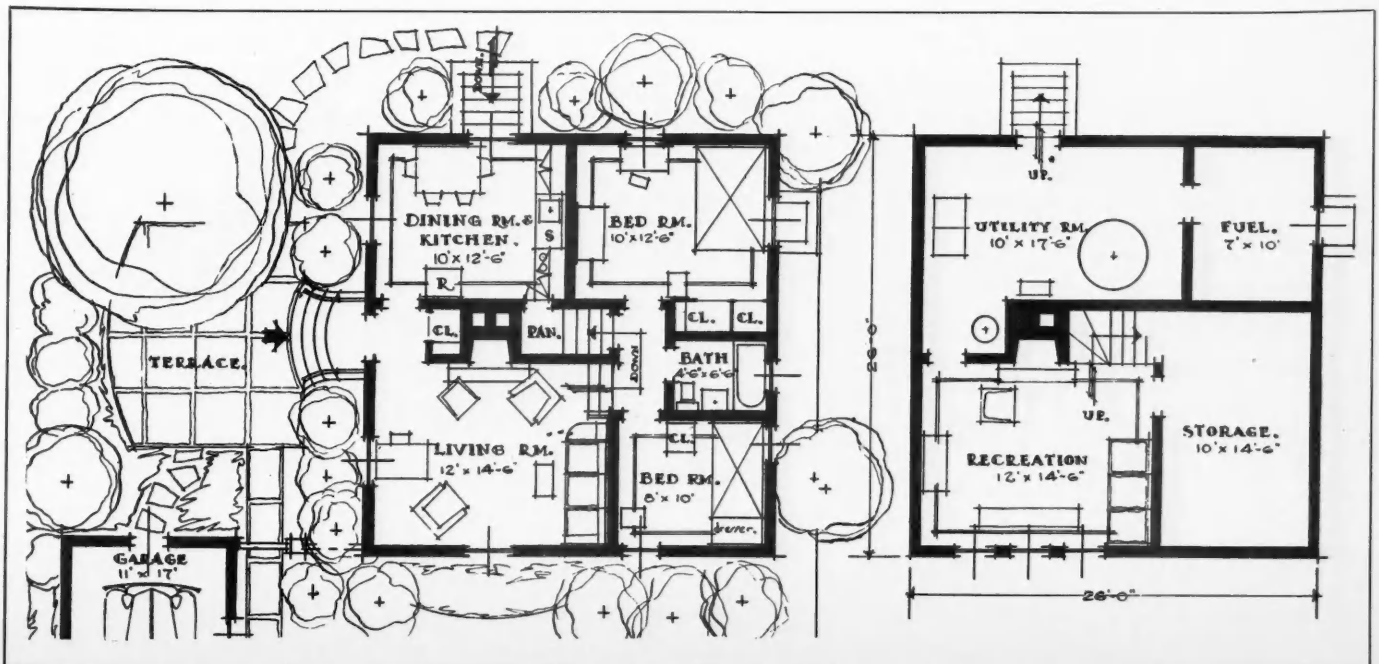 DOWN.
DINING RM. &
KITCHEN.
10' X 12'-6"
S
R.
BED RM.
10' X 12'-6"
CL.
PAN.
CL.
CL.
DOWN
BATH
4'-6" X 6'-6"
TERRACE.
LIVING RM.
12' X 14'-6"
CL.
BED RM.
8' X 10'
dresser.
GARAGE
11' X 17'
26'-0"
UP.
UTILITY RM.
10' X 17'-6"
FUEL.
7' X 10'
UP.
RECREATION
12' X 14'-6"
STORAGE.
10' X 14'-6"
26'-0"